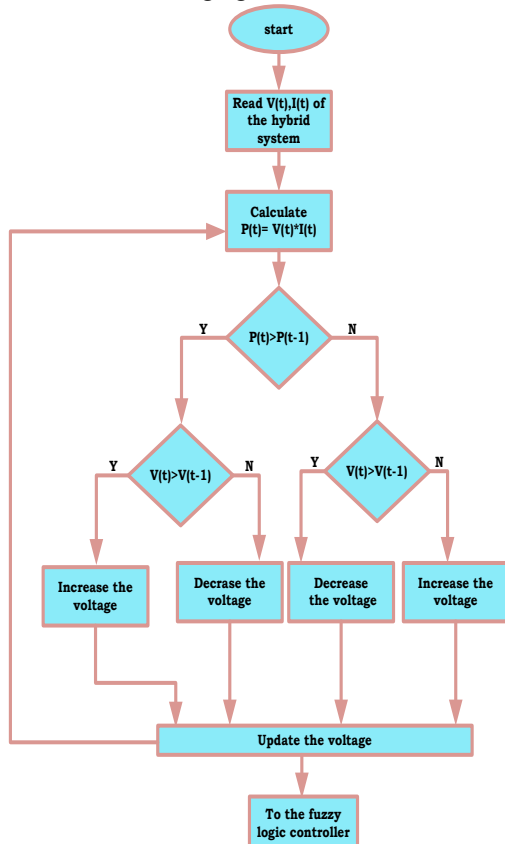 start
Read V(t),I(t) of
the hybrid
system
Calculate
P(t)= V(t)*I(t)
Y
P(t)>P(t-1)
N
Y
V(t)>V(t-1)
N
Y
V(t)>V(t-1)
N
Increase the
voltage
Decrase the
voltage
Decrease
the voltage
Increase the
voltage
Update the voltage
To the fuzzy
logic controller